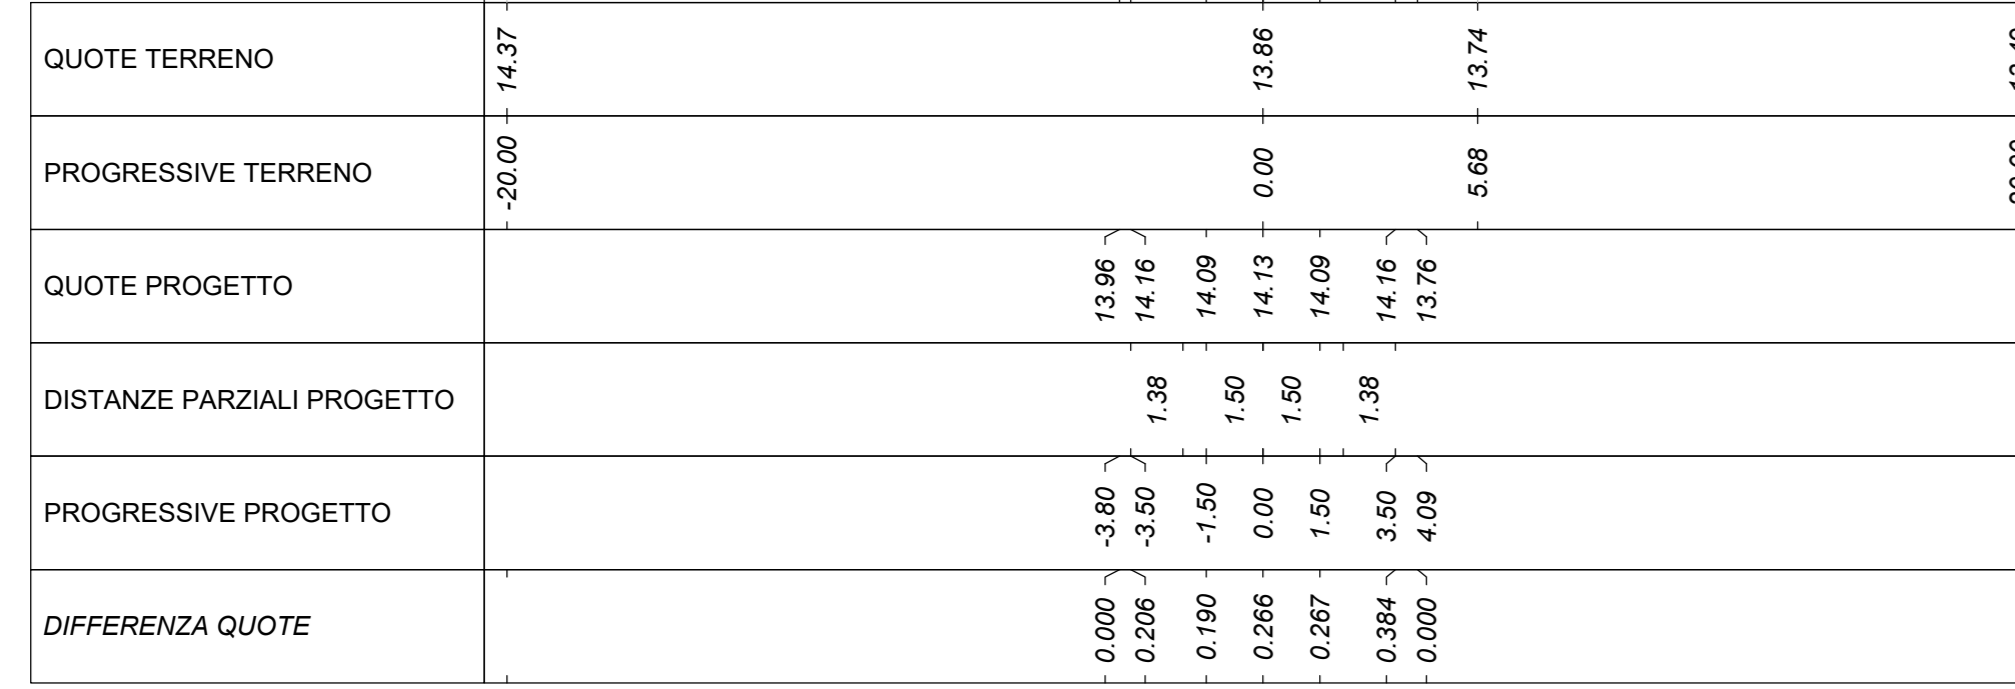 QUOTE TERRENO 14.37 13.86 13.74
PROGRESSIVE TERRENO -20.00 0.00 5.68
QUOTE PROGETTO 13.96 14.16 14.09 14.13 14.09 14.16 13.76
DISTANZE PARZIALI PROGETTO 1.38 1.50 1.50 1.38
PROGRESSIVE PROGETTO -3.80 -3.50 -1.50 0.00 1.50 3.50 4.09
DIFFERENZA QUOTE 0.000 0.206 0.190 0.266 0.267 0.384 0.000